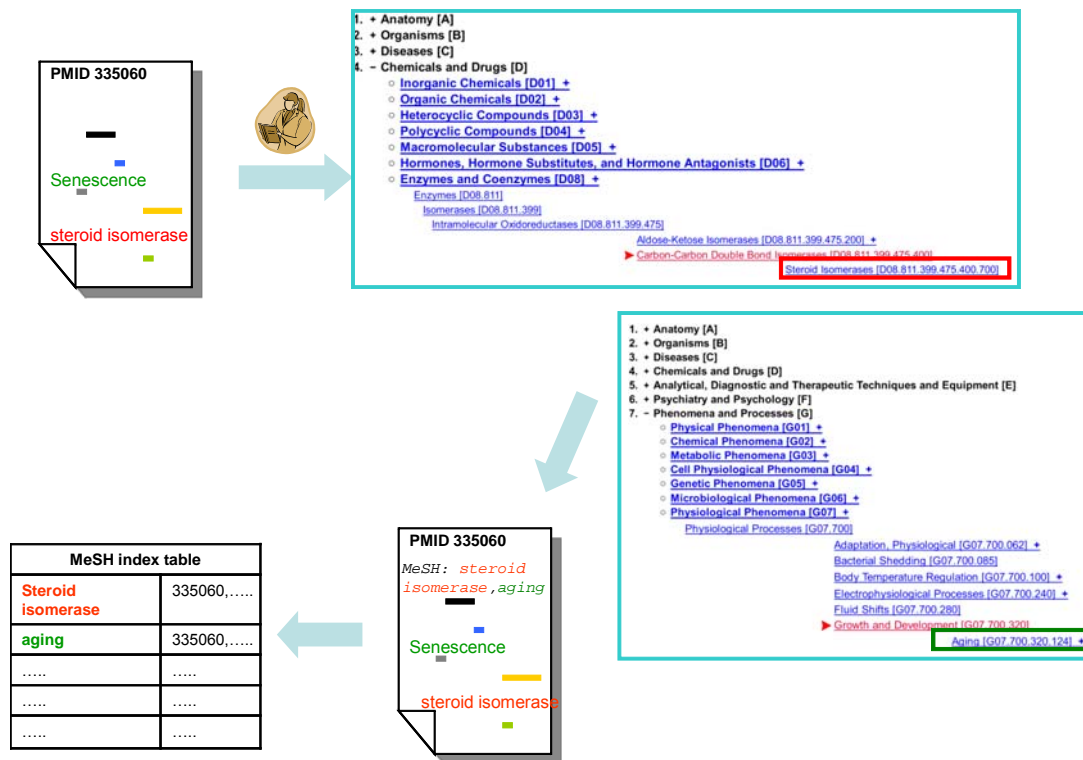 PMID 335060
Senescence
steroid isomerase
1. + Anatomy [A]
2. + Organisms [B]
3. + Diseases [C]
4. − Chemicals and Drugs [D]
○ Inorganic Chemicals [D01] +
○ Organic Chemicals [D02] +
○ Heterocyclic Compounds [D03] +
○ Polycyclic Compounds [D04] +
○ Macromolecular Substances [D05] +
○ Hormones, Hormone Substitutes, and Hormone Antagonists [D06] +
○ Enzymes and Coenzymes [D08] +
Enzymes [D08.811]
Isomerases [D08.811.399]
Intramolecular Oxidoreductases [D08.811.399.475]
Aldose-Ketose Isomerases [D08.811.399.475.200] +
Carbon-Carbon Double Bond Isomerases [D08.811.399.475.400]
Steroid Isomerases [D08.811.399.475.400.700]
1. + Anatomy [A]
2. + Organisms [B]
3. + Diseases [C]
4. + Chemicals and Drugs [D]
5. + Analytical, Diagnostic and Therapeutic Techniques and Equipment [E]
6. + Psychiatry and Psychology [F]
7. − Phenomena and Processes [G]
○ Physical Phenomena [G01] +
○ Chemical Phenomena [G02] +
○ Metabolic Phenomena [G03] +
○ Cell Physiological Phenomena [G04] +
○ Genetic Phenomena [G05] +
○ Microbiological Phenomena [G06] +
○ Physiological Phenomena [G07] +
Physiological Processes [G07.700]
Adaptation, Physiological [G07.700.062] +
Bacterial Shedding [G07.700.085]
Body Temperature Regulation [G07.700.100] +
Electrophysiological Processes [G07.700.240] +
Fluid Shifts [G07.700.280]
Growth and Development [G07.700.320]
Aging [G07.700.320.124] +
PMID 335060
MeSH: steroid
isomerase,aging
Senescence
steroid isomerase
MeSH index table
Steroid isomerase 335060,.....
aging 335060,.....
..... .....
..... .....
..... .....